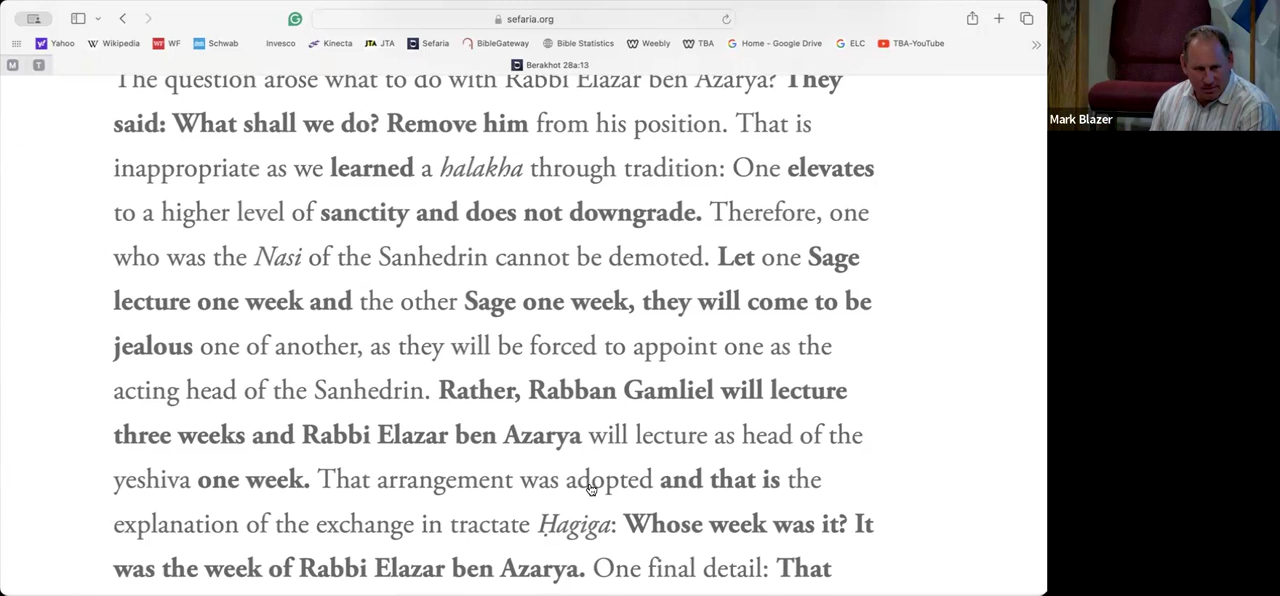 sefaria.org
Yahoo
Wikipedia
WF
Schwab
Invesco
Kinecta
JTA JTA
Sefaria
BibleGateway
Bible Statistics
Weebly
TBA
Home - Google Drive
ELC
TBA-YouTube
M
T
Berakhot 28a:13
The question arose what to do with Rabbi Elazar ben Azarya? They
said: What shall we do? Remove him from his position. That is
inappropriate as we learned a halakha through tradition: One elevates
to a higher level of sanctity and does not downgrade. Therefore, one
who was the Nasi of the Sanhedrin cannot be demoted. Let one Sage
lecture one week and the other Sage one week, they will come to be
jealous one of another, as they will be forced to appoint one as the
acting head of the Sanhedrin. Rather, Rabban Gamliel will lecture
three weeks and Rabbi Elazar ben Azarya will lecture as head of the
yeshiva one week. That arrangement was adopted and that is the
explanation of the exchange in tractate Ḥagiga: Whose week was it? It
was the week of Rabbi Elazar ben Azarya. One final detail: That
Mark Blazer